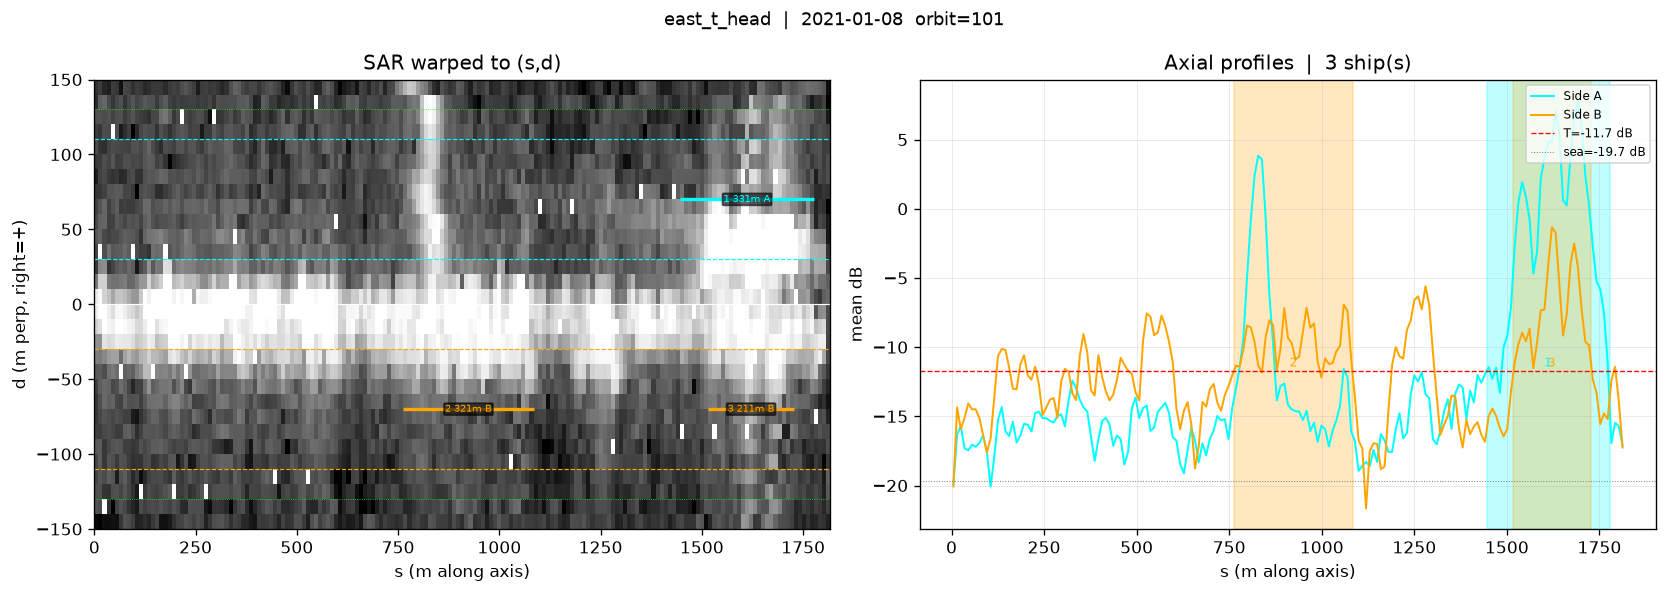 east_t_head | 2021-01-08 orbit=101
SAR warped to (s,d)
150
100
50
0
−50
−100
−150
d (m perp, right=+)
1 331m A
2 321m B
3 211m B
0
250
500
750
1000
1250
1500
1750
s (m along axis)
Axial profiles | 3 ship(s)
Side A
Side B
T=-11.7 dB
sea=-19.7 dB
5
0
−5
−10
−15
−20
mean dB
2
1
3
0
250
500
750
1000
1250
1500
1750
s (m along axis)